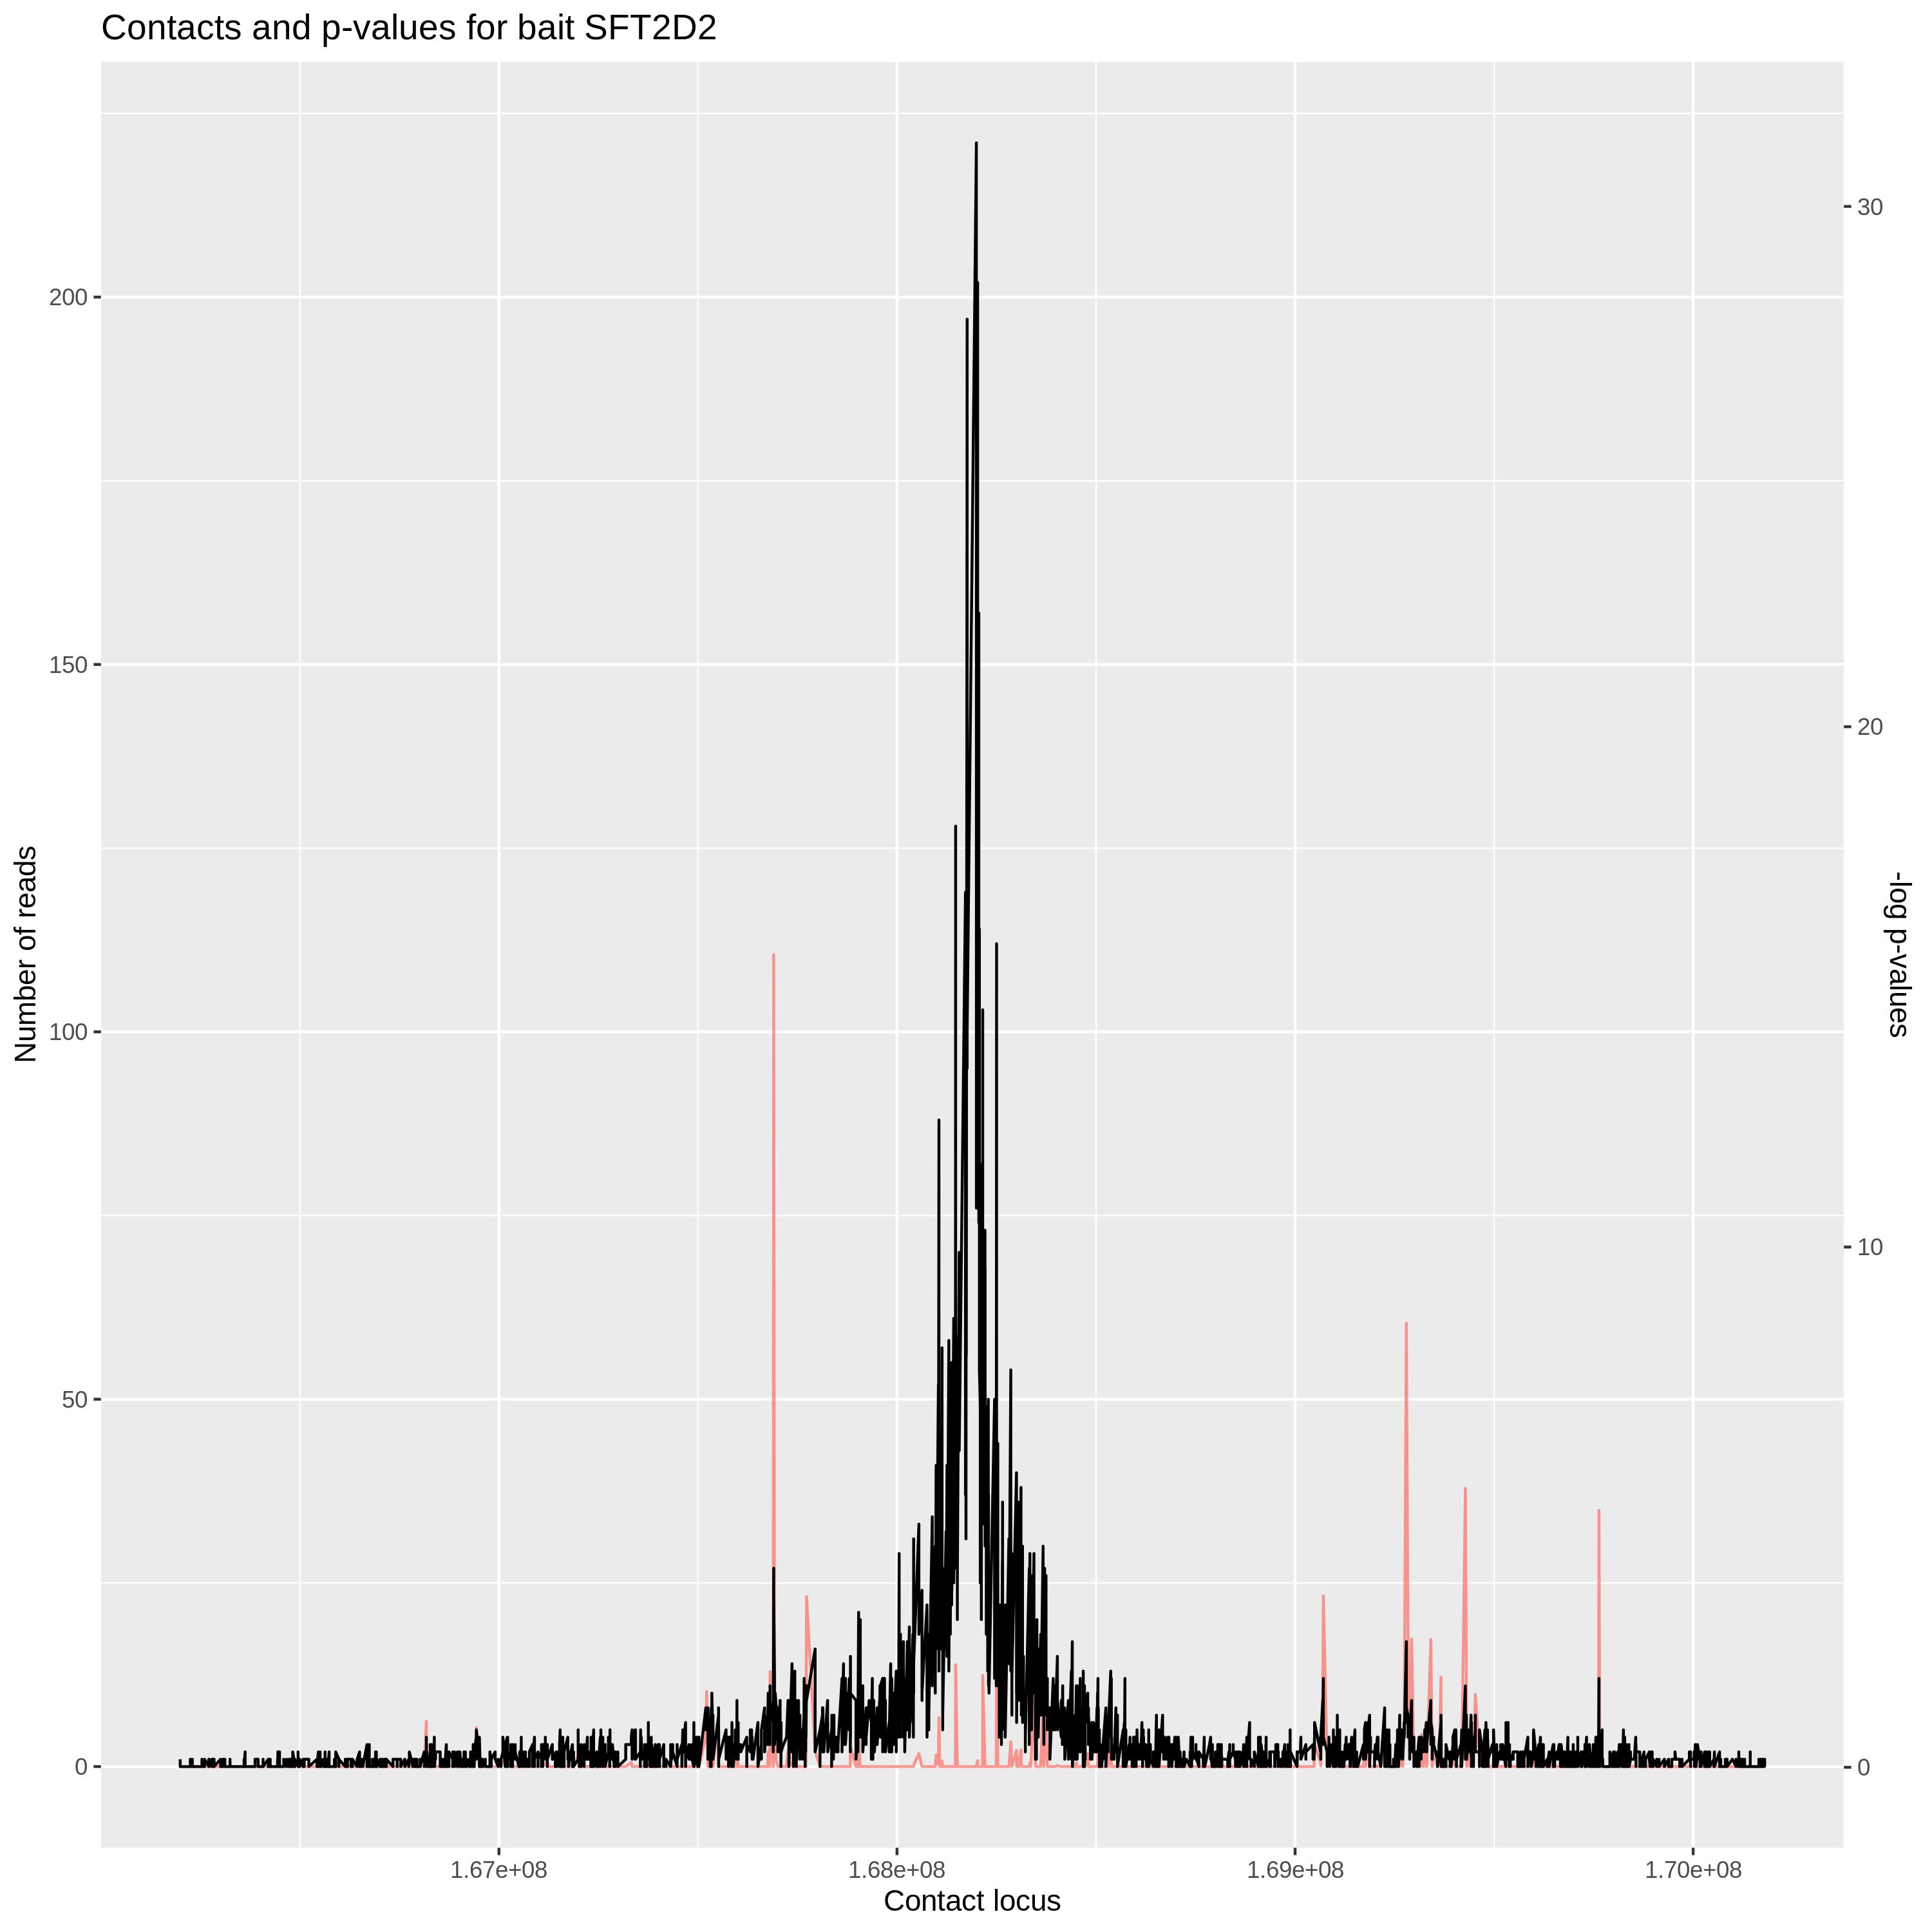 Contacts and p-values for bait SFT2D2
Number of reads
200
150
100
50
0
30
20
10
0
-log p-values
1.67e+08
1.68e+08
1.69e+08
1.70e+08
Contact locus